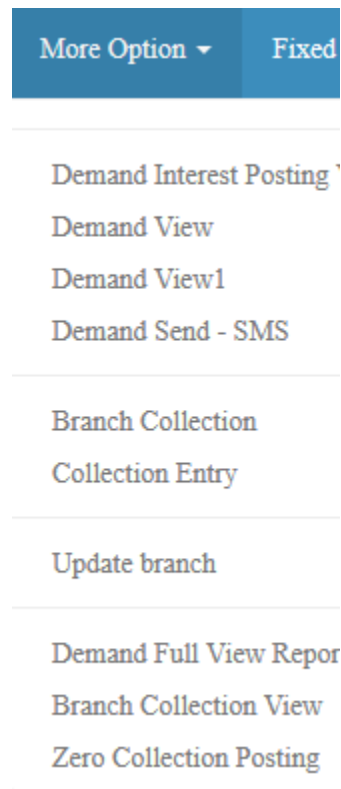 More Option Fixed
Demand Interest Posting
Demand View
Demand View1
Demand Send - SMS
Branch Collection
Collection Entry
Update branch
Demand Full View Repor
Branch Collection View
Zero Collection Posting